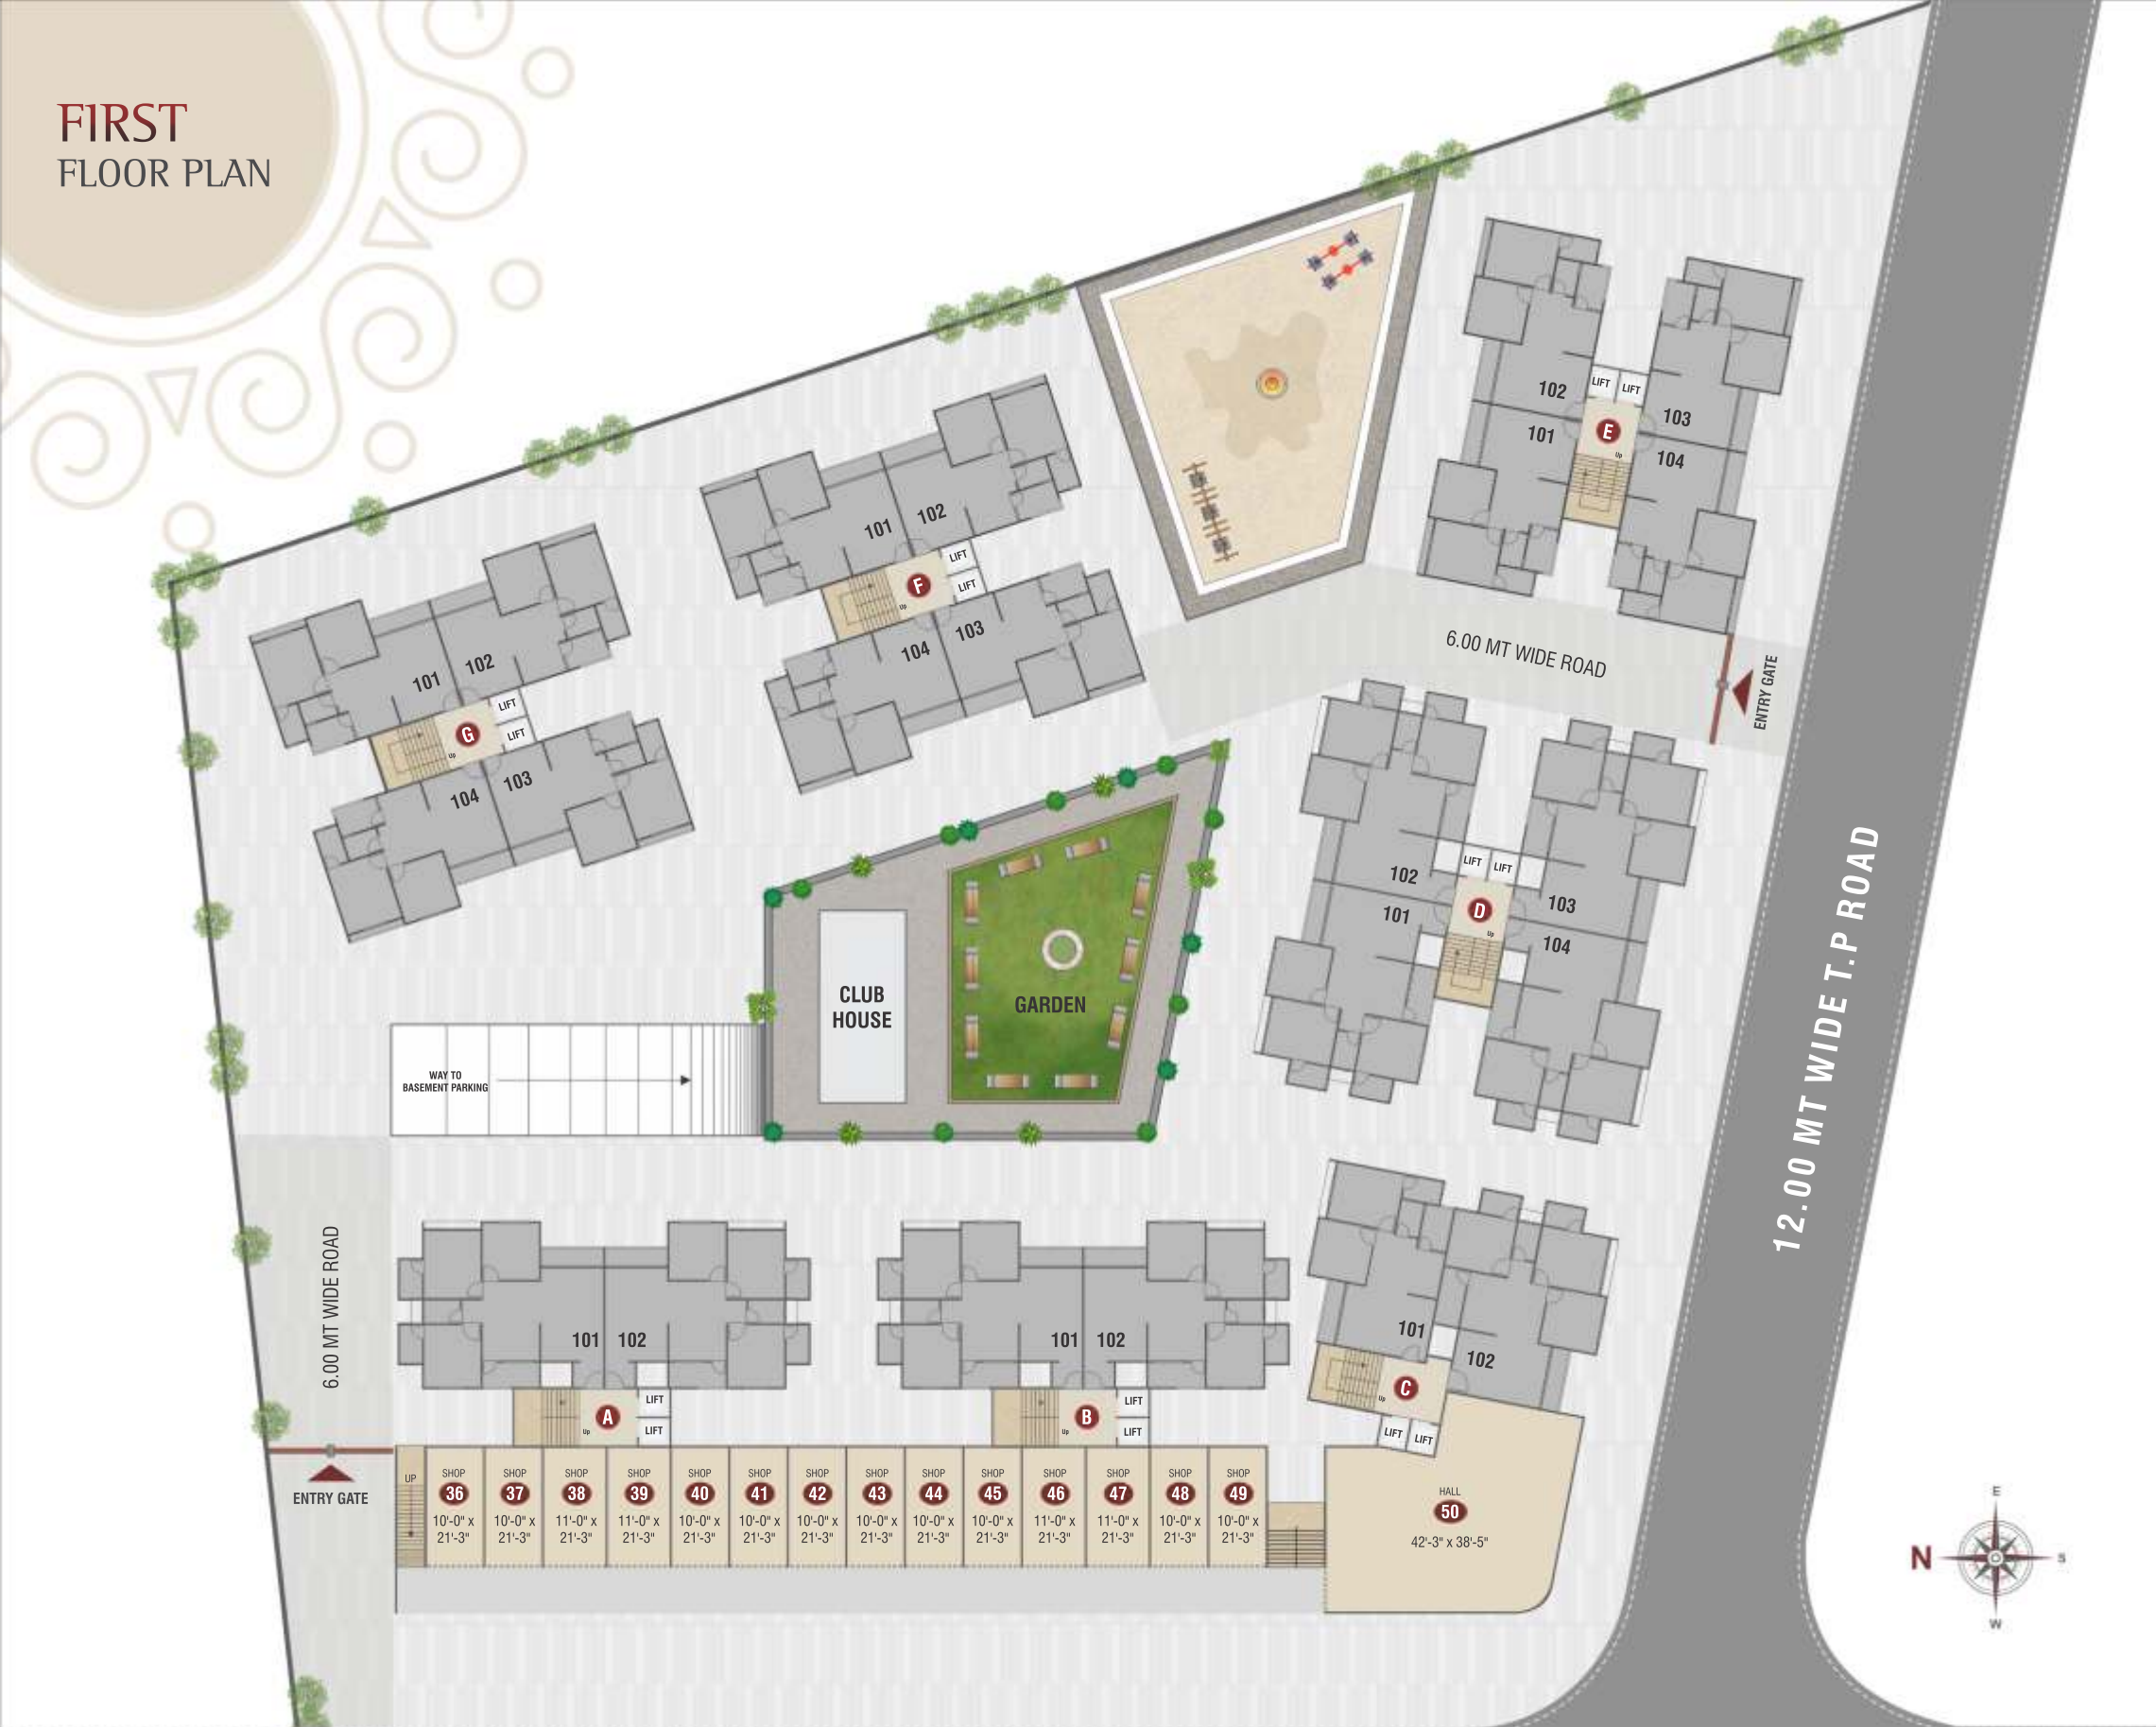 FIRST
FLOOR PLAN
102
LIFT
LIFT
103
101
E
Up
104
101
102
LIFT
F
LIFT
Up
104
103
101
102
LIFT
G
LIFT
Up
104
103
6.00 MT WIDE ROAD
ENTRY GATE
102
LIFT
LIFT
103
101
D
Up
104
12.00 MT WIDE T.P ROAD
CLUB
HOUSE
GARDEN
WAY TO
BASEMENT PARKING
6.00 MT WIDE ROAD
ENTRY GATE
101
102
A
Up
LIFT
LIFT
101
102
B
Up
LIFT
LIFT
101
102
C
Up
LIFT
LIFT
UP
SHOP
36
10'-0" x
21'-3"
SHOP
37
10'-0" x
21'-3"
SHOP
38
11'-0" x
21'-3"
SHOP
39
11'-0" x
21'-3"
SHOP
40
10'-0" x
21'-3"
SHOP
41
10'-0" x
21'-3"
SHOP
42
10'-0" x
21'-3"
SHOP
43
10'-0" x
21'-3"
SHOP
44
10'-0" x
21'-3"
SHOP
45
10'-0" x
21'-3"
SHOP
46
11'-0" x
21'-3"
SHOP
47
11'-0" x
21'-3"
SHOP
48
10'-0" x
21'-3"
SHOP
49
10'-0" x
21'-3"
HALL
50
42'-3" x 38'-5"
E
N
S
W